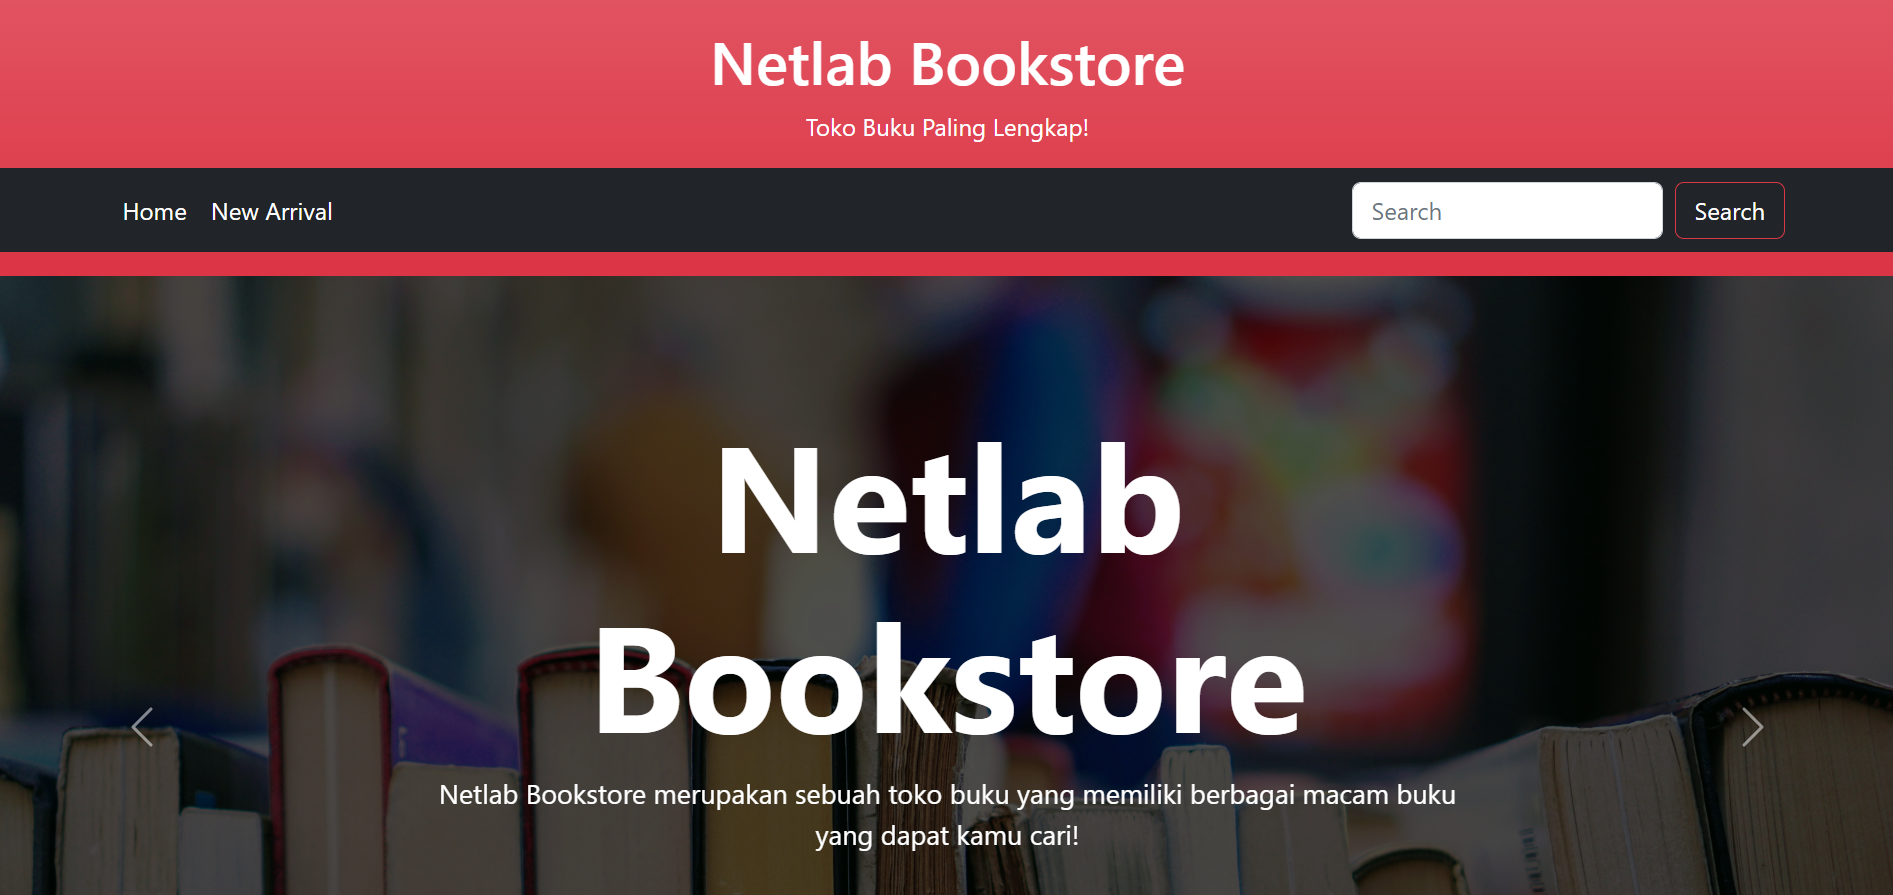 Netlab Bookstore
Toko Buku Paling Lengkap!
Home New Arrival Search Search
Netlab
Bookstore
Netlab Bookstore merupakan sebuah toko buku yang memiliki berbagai macam buku
yang dapat kamu cari!